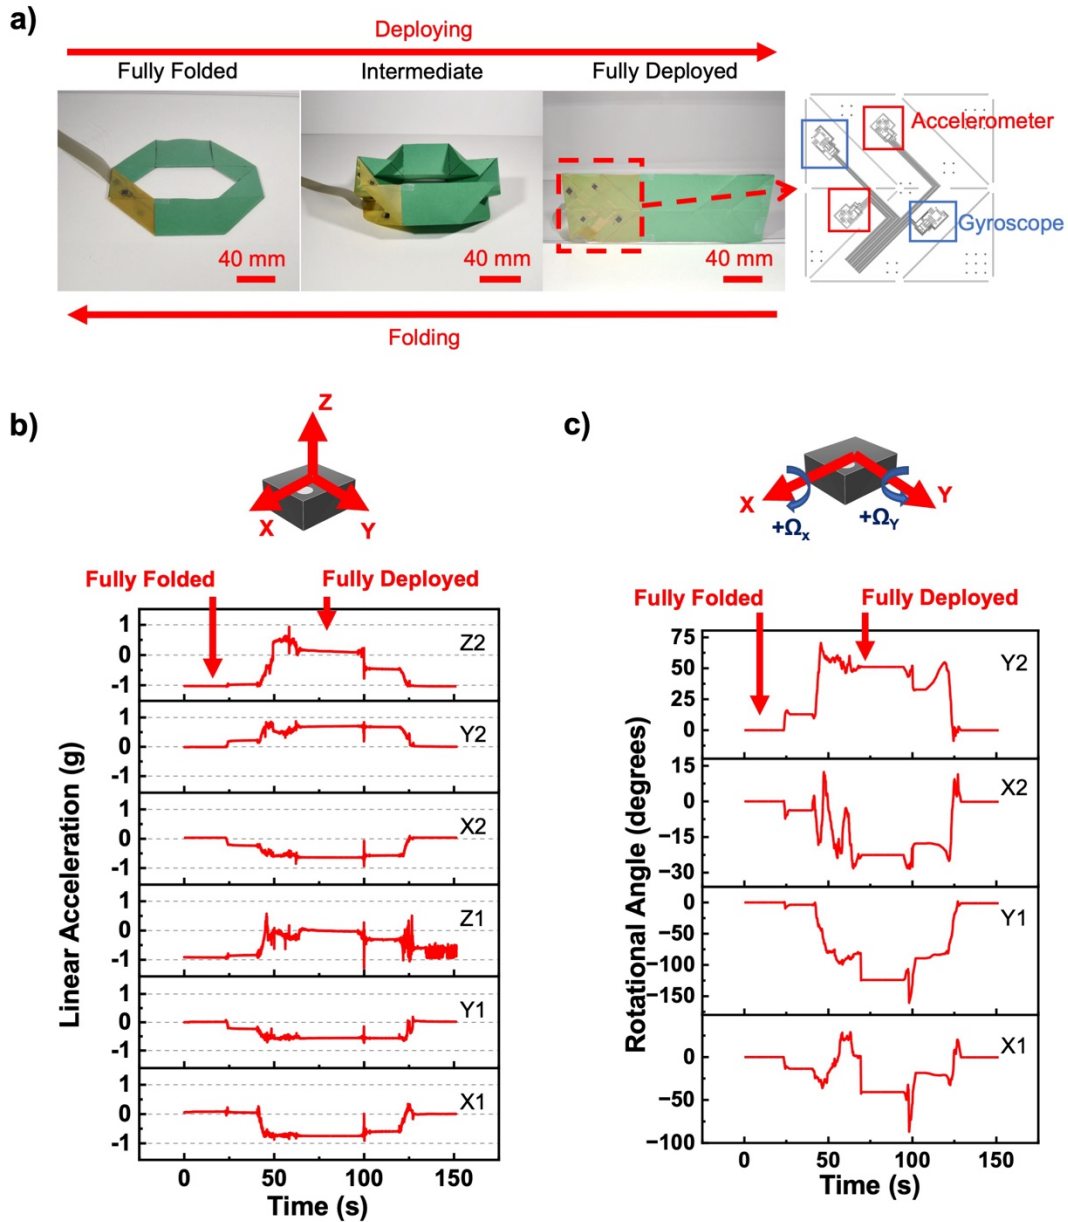 a)
Deploying
Fully Folded
Intermediate
Fully Deployed
Accelerometer
Gyroscope
40 mm
40 mm
40 mm
Folding
b)
Z
X
Y
Fully Folded
Fully Deployed
Linear Acceleration (g)
1
0
-1
Z2
1
0
-1
Y2
1
0
-1
X2
1
0
-1
Z1
1
0
-1
Y1
1
0
-1
X1
0
50
100
150
Time (s)
c)
X
Y
+Ωx
+ΩY
Fully Folded
Fully Deployed
Rotational Angle (degrees)
75
50
25
0
Y2
15
0
−15
−30
X2
0
−50
−100
−150
Y1
0
−50
−100
X1
0
50
100
150
Time (s)